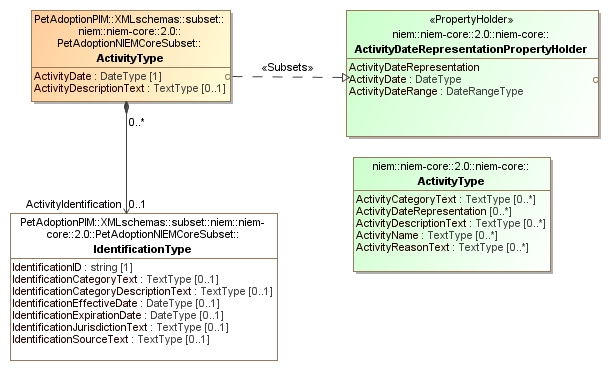 PetAdoptionPIM::XMLschemas::subset::
niem::niem-core::2.0::
PetAdoptionNIEMCoreSubset::
ActivityType
ActivityDate : DateType [1]
ActivityDescriptionText : TextType [0..1]
«Subsets»
«PropertyHolder»
niem::niem-core::2.0::niem-core::
ActivityDateRepresentationPropertyHolder
ActivityDateRepresentation
ActivityDate : DateType
ActivityDateRange : DateRangeType
0..*
ActivityIdentification 0..1
niem::niem-core::2.0::niem-core::
ActivityType
ActivityCategoryText : TextType [0..*]
ActivityDateRepresentation [0..*]
ActivityDescriptionText : TextType [0..*]
ActivityName : TextType [0..*]
ActivityReasonText : TextType [0..*]
PetAdoptionPIM::XMLschemas::subset::niem::niem-
core::2.0::PetAdoptionNIEMCoreSubset::
IdentificationType
IdentificationID : string [1]
IdentificationCategoryText : TextType [0..1]
IdentificationCategoryDescriptionText : TextType [0..1]
IdentificationEffectiveDate : DateType [0..1]
IdentificationExpirationDate : DateType [0..1]
IdentificationJurisdictionText : TextType [0..1]
IdentificationSourceText : TextType [0..1]